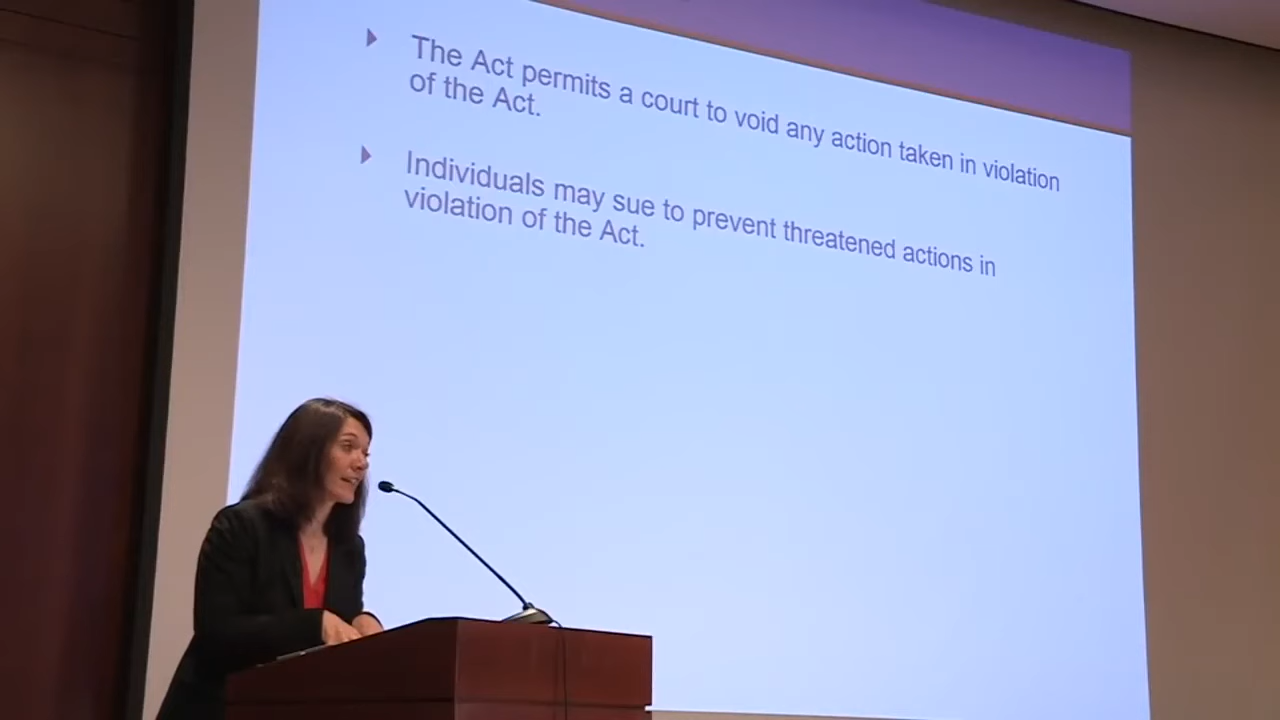 The Act permits a court to void any action taken in violation
of the Act.
Individuals may sue to prevent threatened actions in
violation of the Act.